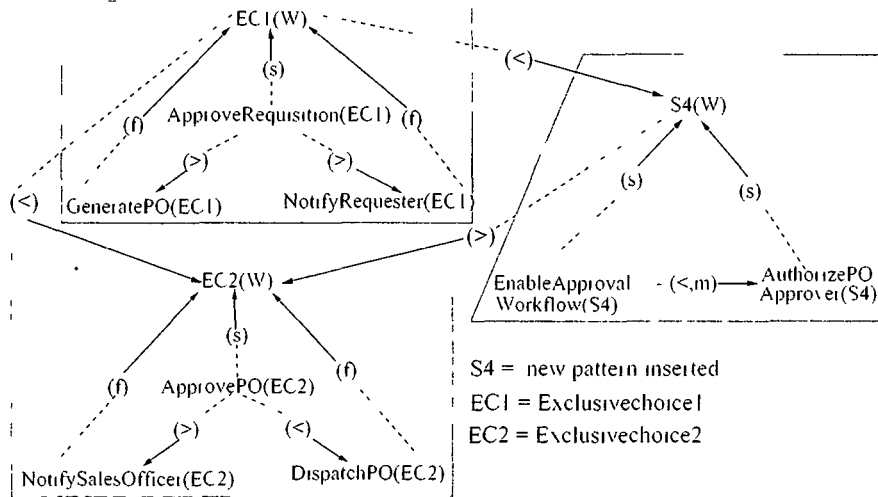 EC1(W)
(<)
(s)
S4(W)
ApproveRequisition(EC1)
(f)
(f)
(>)
(>)
(s)
(s)
(<)
GeneratePO(EC1)
NotifyRequester(EC1)
(>)
EC2(W)
EnableApproval
Workflow(S4)
(<,m)
AuthorizePO
Approver(S4)
(s)
(f)
(f)
ApprovePO(EC2)
(>)
(<)
NotifySalesOfficer(EC2)
DispatchPO(EC2)
S4 = new pattern inserted
EC1 = Exclusivechoice1
EC2 = Exclusivechoice2